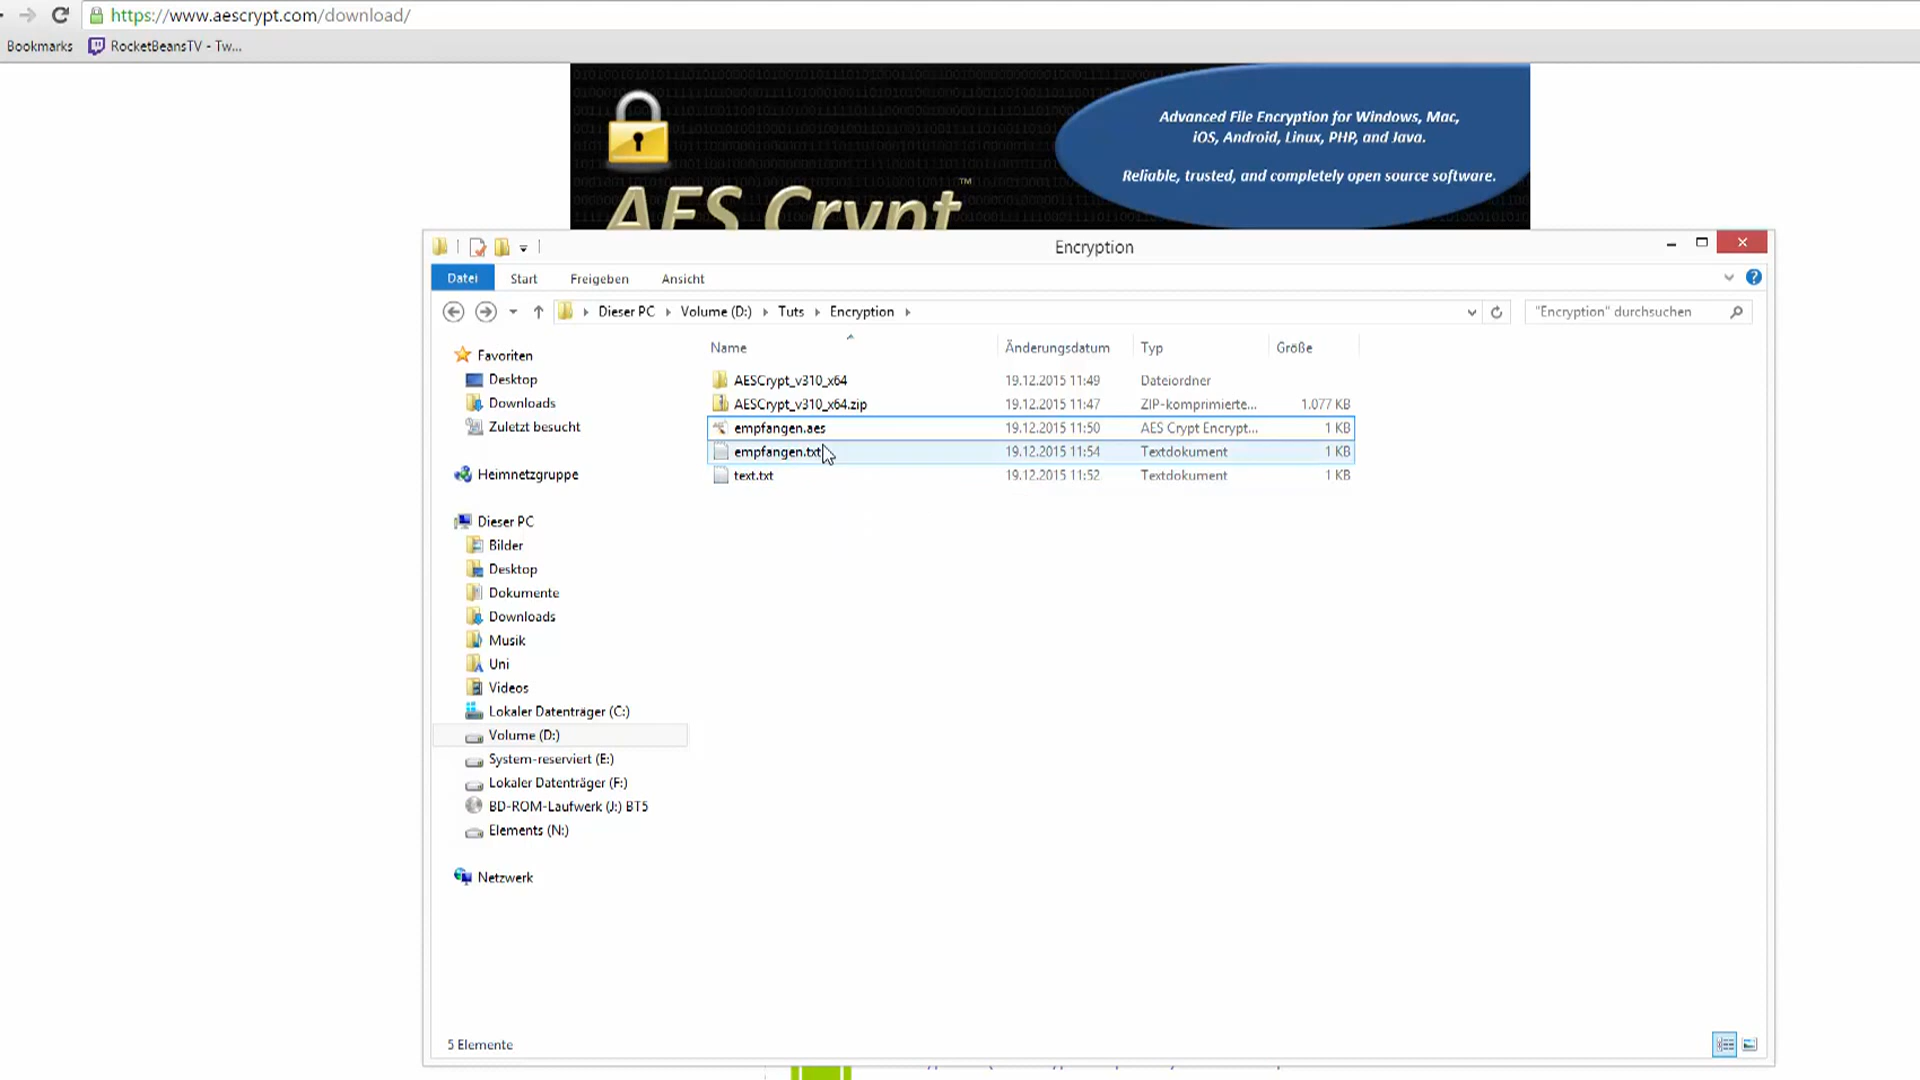 https://www.aescrypt.com/download/
Bookmarks RocketBeansTV - Tw...
Advanced File Encryption for Windows, Mac,
iOS, Android, Linux, PHP, and Java.
Reliable, trusted, and completely open source software.
AES Crypt™
Encryption
Datei Start Freigeben Ansicht
Dieser PC Volume (D:) Tuts Encryption
"Encryption" durchsuchen
Name Änderungsdatum Typ Größe
AESCrypt_v310_x64 19.12.2015 11:49 Dateiordner
AESCrypt_v310_x64.zip 19.12.2015 11:47 ZIP-komprimierte... 1.077 KB
empfangen.aes 19.12.2015 11:50 AES Crypt Encrypt... 1 KB
empfangen.txt 19.12.2015 11:54 Textdokument 1 KB
text.txt 19.12.2015 11:52 Textdokument 1 KB
Favoriten
Desktop
Downloads
Zuletzt besucht
Heimnetzgruppe
Dieser PC
Bilder
Desktop
Dokumente
Downloads
Musik
Uni
Videos
Lokaler Datenträger (C:)
Volume (D:)
System-reserviert (E:)
Lokaler Datenträger (F:)
BD-ROM-Laufwerk (J:) BT5
Elements (N:)
Netzwerk
5 Elemente